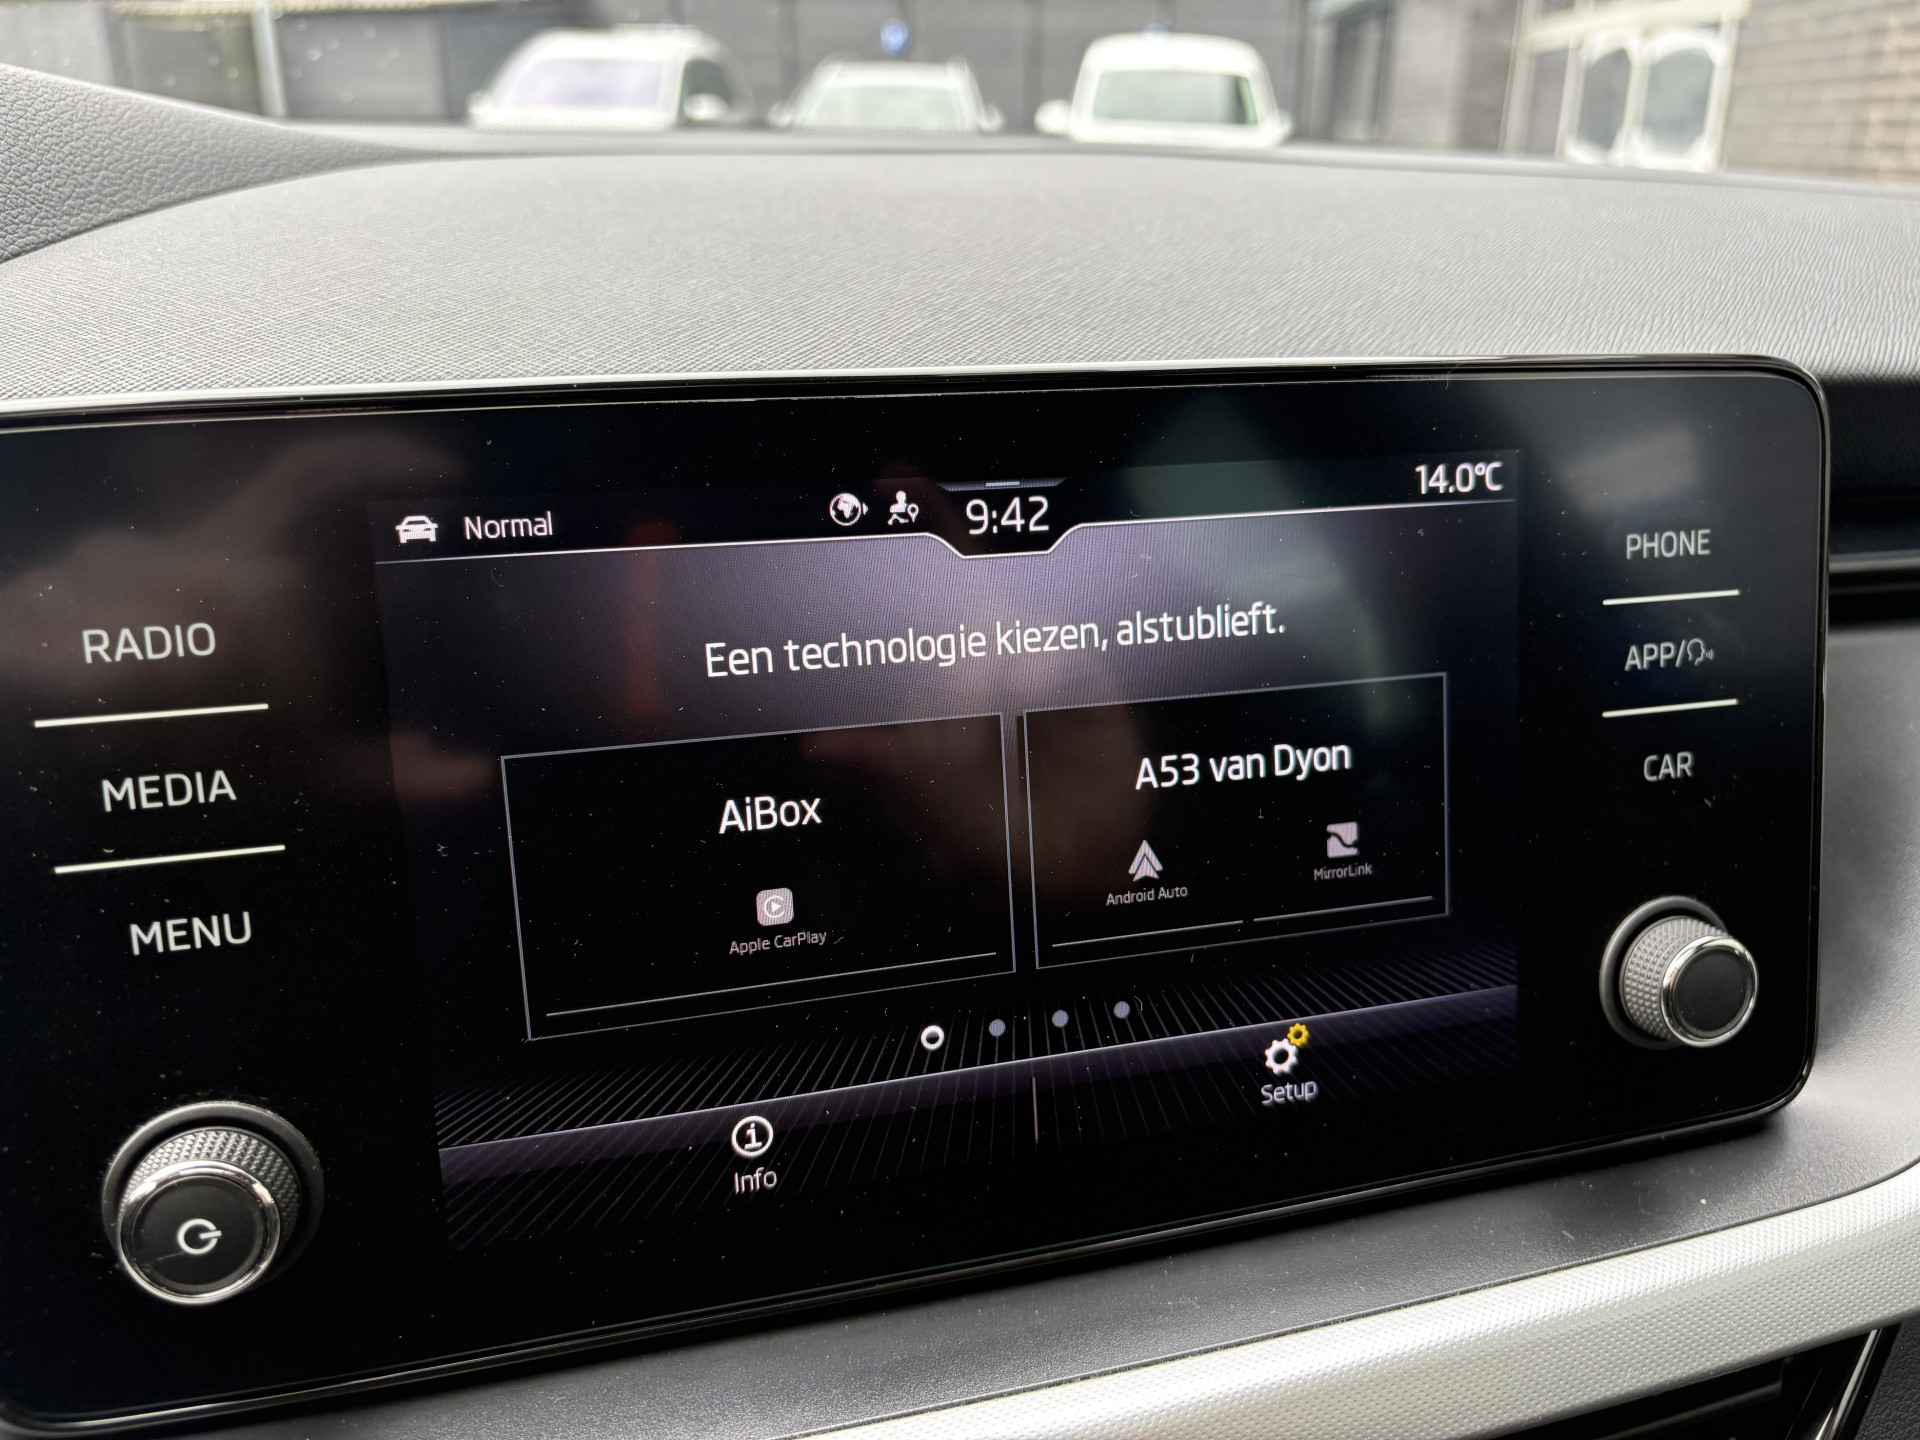 Normal
9:42
14.0°C
RADIO
MEDIA
MENU
Een technologie kiezen, alstublieft.
AiBox
Apple CarPlay
A53 van Dyon
Android Auto
MirrorLink
Info
Setup
PHONE
APP/
CAR